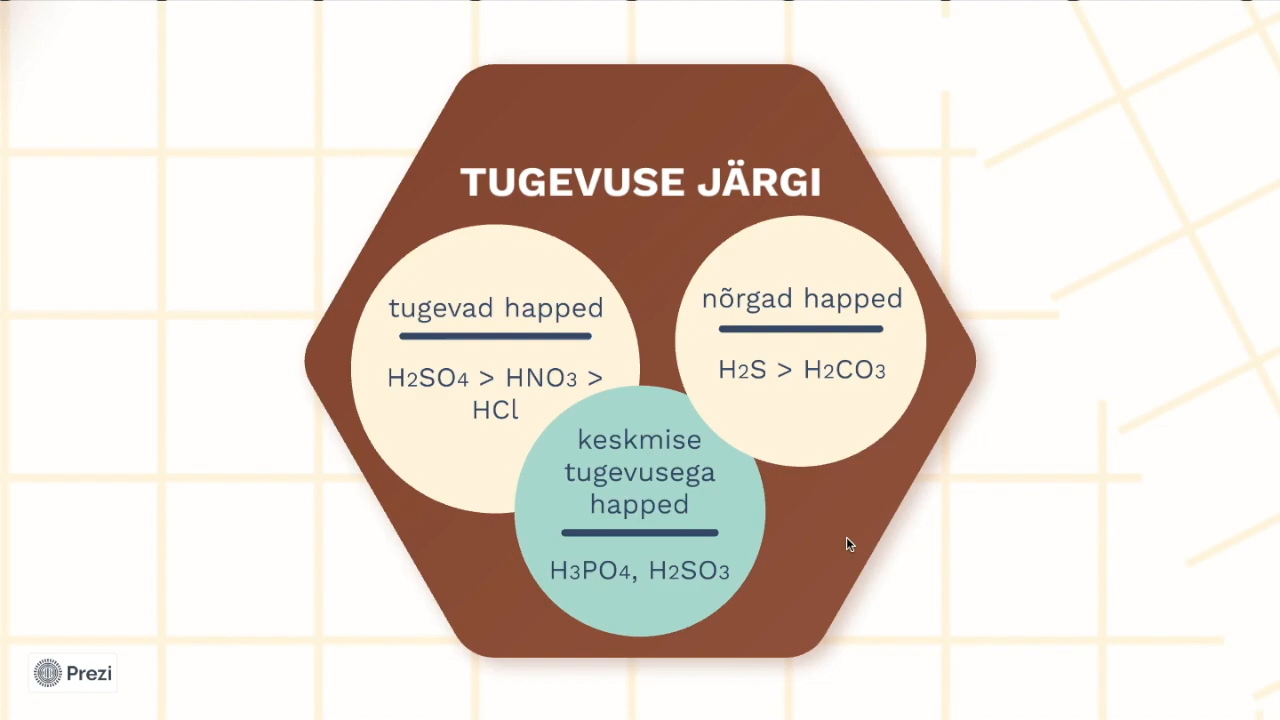 TUGEVUSE JÄRGI
tugevad happed
H2SO4 > HNO3 >
HCl
nõrgad happed
H2S > H2CO3
keskmise
tugevusega
happed
H3PO4, H2SO3
Prezi